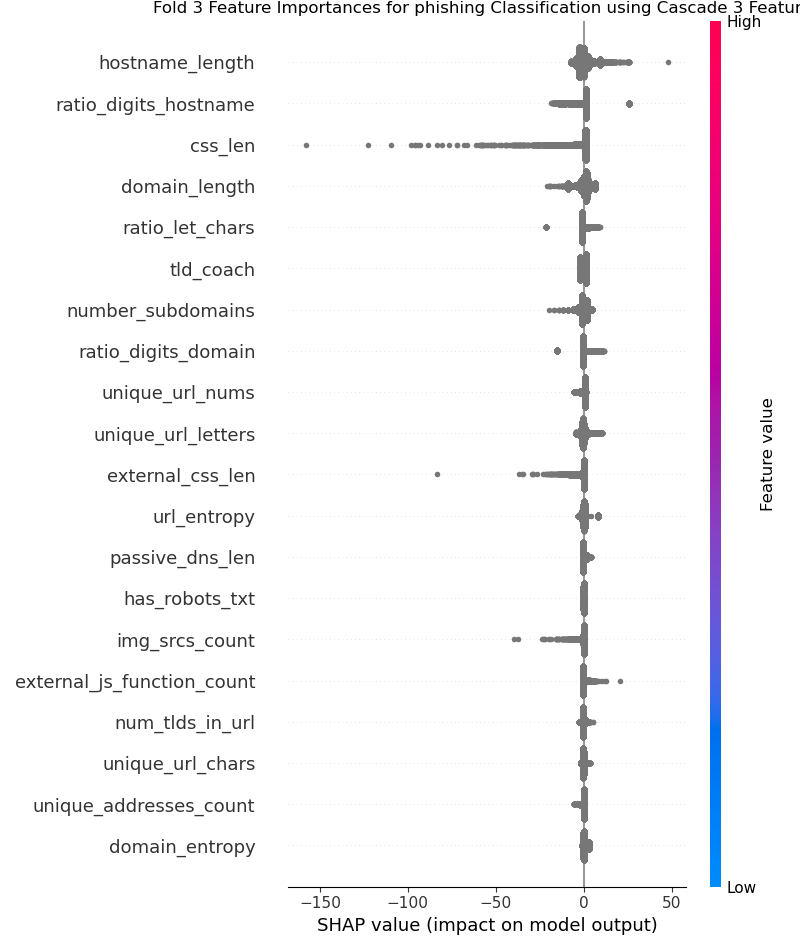 Fold 3 Feature Importances for phishing Classification using Cascade 3 Featur
High
hostname_length
ratio_digits_hostname
css_len
domain_length
ratio_let_chars
tld_coach
number_subdomains
ratio_digits_domain
unique_url_nums
unique_url_letters
external_css_len
url_entropy
passive_dns_len
has_robots_txt
img_srcs_count
external_js_function_count
num_tlds_in_url
unique_url_chars
unique_addresses_count
domain_entropy
Feature value
Low
−150 −100 −50 0 50
SHAP value (impact on model output)